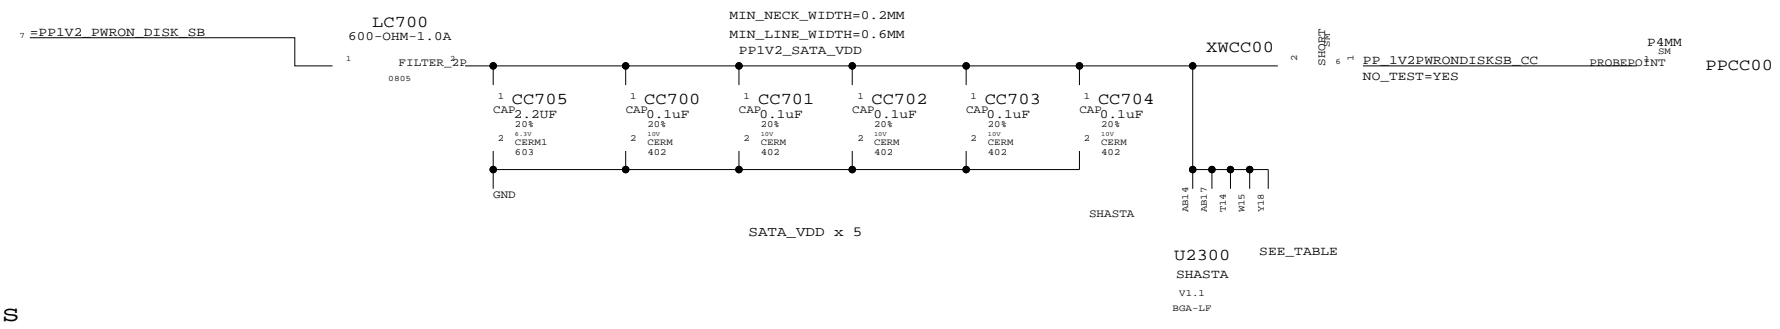 7 =PP1V2_PWRON_DISK_SB
LC700
600-OHM-1.0A
1
FILTER_2P
2
0805
MIN_NECK_WIDTH=0.2MM
MIN_LINE_WIDTH=0.6MM
PP1V2_SATA_VDD
XWCC00
2
SHORT
SM
6
1
PP_1V2PWRONDISKSB_CC
NO_TEST=YES
P4MM
SM
PROBEPOINT
1
PPCC00
1
CC705
CAP
2.2UF
20%
6.3V
2
CERM1
603
1
CC700
CAP
0.1uF
20%
10V
2
CERM
402
1
CC701
CAP
0.1uF
20%
10V
2
CERM
402
1
CC702
CAP
0.1uF
20%
10V
2
CERM
402
1
CC703
CAP
0.1uF
20%
10V
2
CERM
402
1
CC704
CAP
0.1uF
20%
10V
2
CERM
402
GND
AB14
AB17
T14
W15
Y18
SHASTA
SATA_VDD x 5
U2300
SEE_TABLE
SHASTA
V1.1
BGA-LF
S